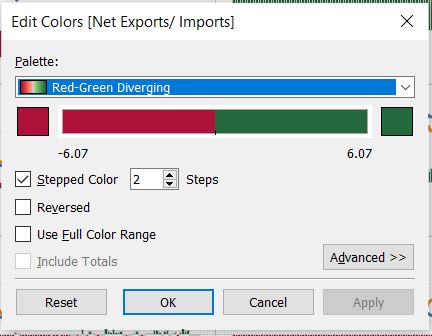 Edit Colors [Net Exports/ Imports]
Palette:
Red-Green Diverging
-6.07 6.07
Stepped Color 2 Steps
Reversed
Use Full Color Range
Include Totals
Advanced >>
Reset OK Cancel Apply